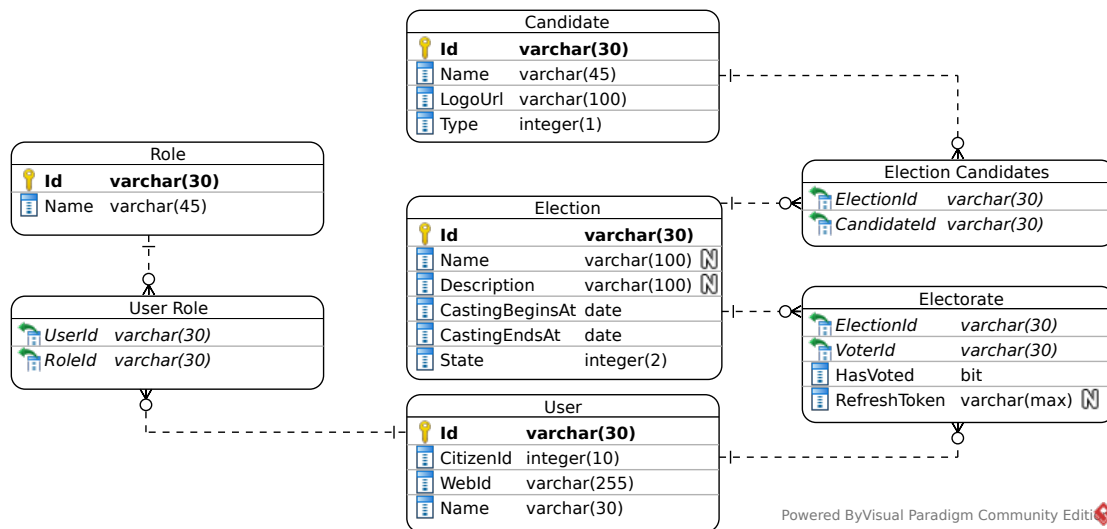 Candidate
Id varchar(30)
Name varchar(45)
LogoUrl varchar(100)
Type integer(1)
Role
Id varchar(30)
Name varchar(45)
Election Candidates
ElectionId varchar(30)
CandidateId varchar(30)
Election
Id varchar(30)
Name varchar(100) N
Description varchar(100) N
CastingBeginsAt date
CastingEndsAt date
State integer(2)
User Role
UserId varchar(30)
RoleId varchar(30)
Electorate
ElectionId varchar(30)
VoterId varchar(30)
HasVoted bit
RefreshToken varchar(max) N
User
Id varchar(30)
CitizenId integer(10)
WebId varchar(255)
Name varchar(30)
Powered ByVisual Paradigm Community